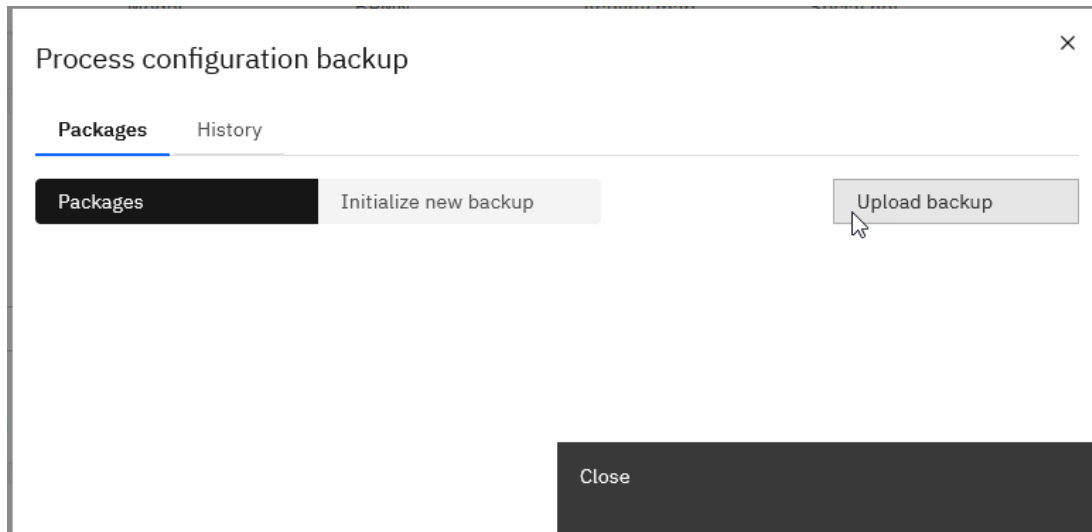 Process configuration backup
Packages History
Packages Initialize new backup Upload backup
Close